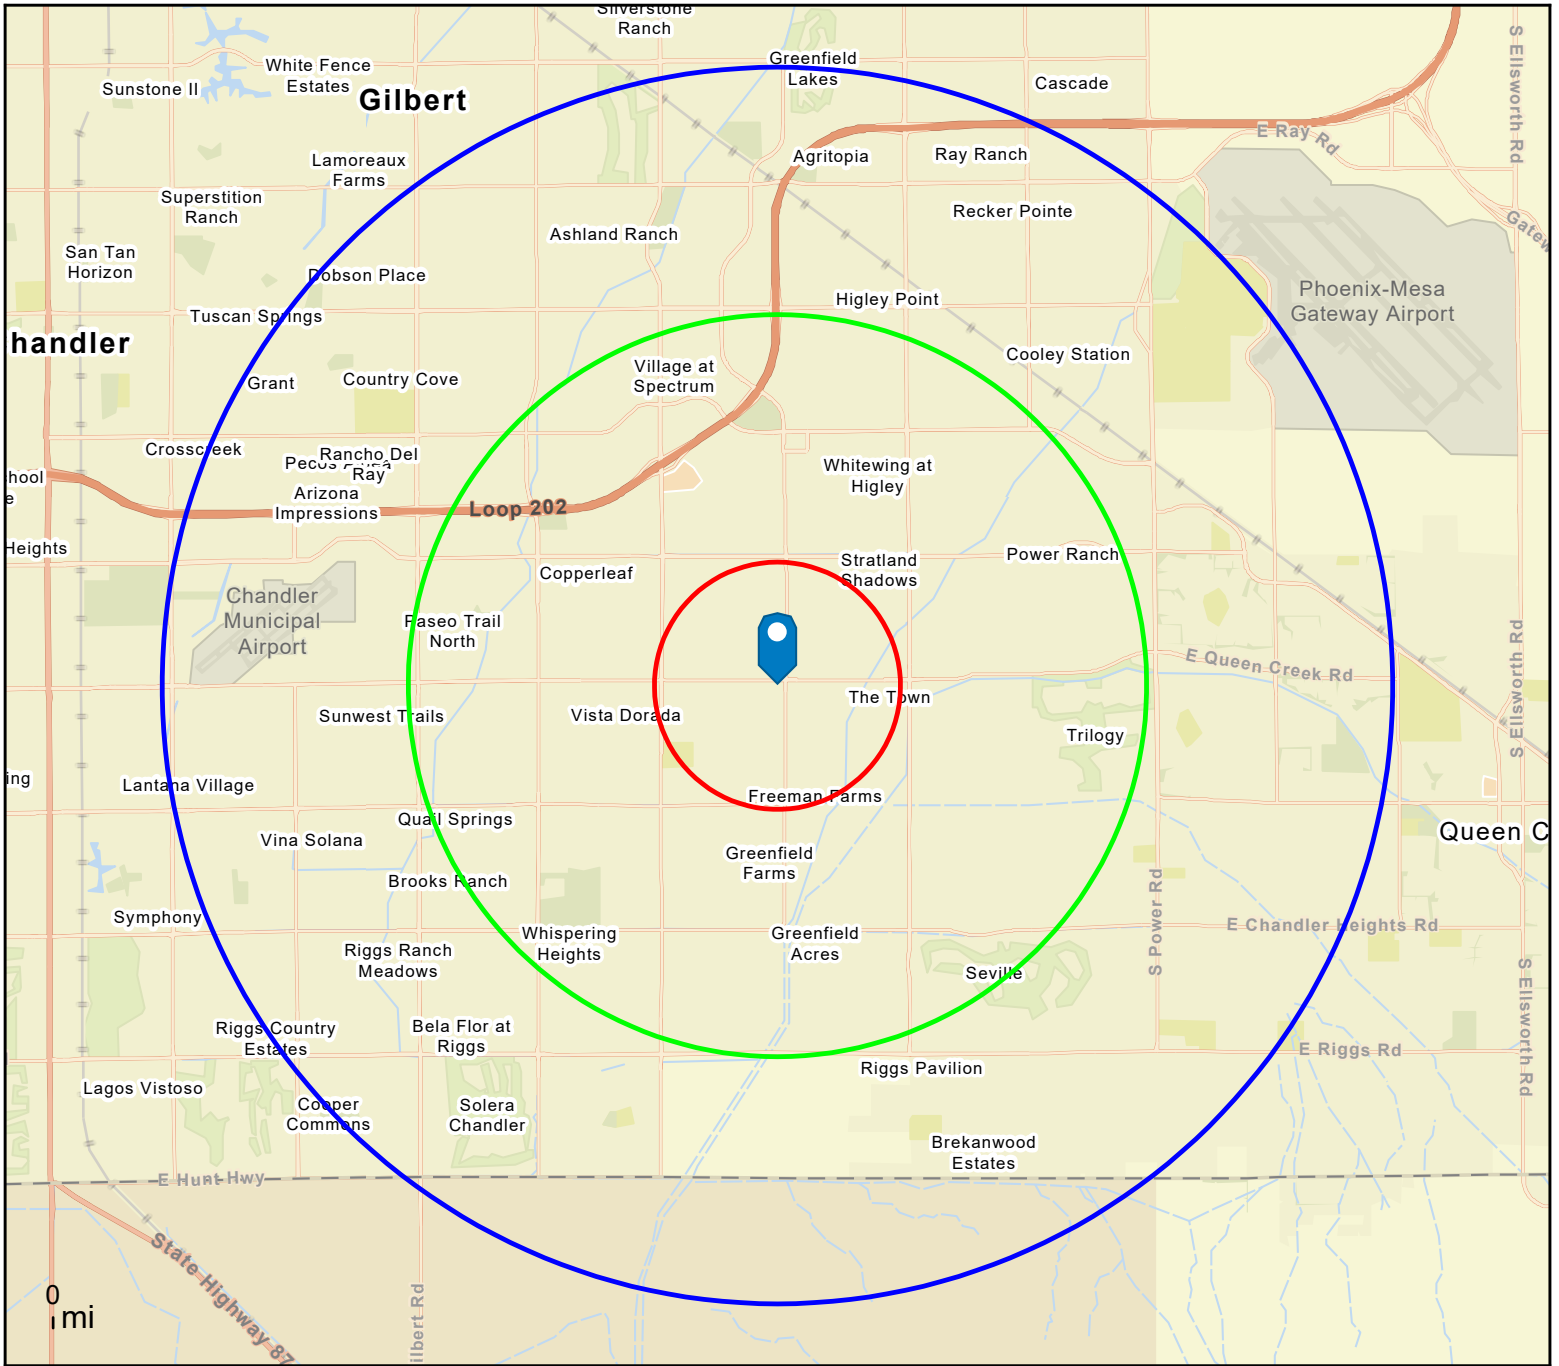 Silverstone
Ranch
White Fence
Estates
Sunstone II
Gilbert
Greenfield
Lakes
Cascade
S Ellsworth Rd
E Ray Rd
Lamoreaux
Farms
Agritopia
Ray Ranch
Superstition
Ranch
Recker Pointe
Ashland Ranch
San Tan
Horizon
Dobson Place
Gatew
Higley Point
Phoenix-Mesa
Gateway Airport
Tuscan Springs
handler
Village at
Spectrum
Cooley Station
Grant
Country Cove
Crosscreek
Rancho Del
Ray
Pecos
Whitewing at
Higley
hool
e
Arizona
Impressions
Loop 202
Heights
Copperleaf
Stratland
Shadows
Power Ranch
Chandler
Municipal
Airport
Paseo Trail
North
E Queen Creek Rd
S Ellsworth Rd
Sunwest Trails
Vista Dorada
The Town
Trilogy
ing
Lantana Village
Freeman Farms
Quail Springs
Vina Solana
Queen C
Greenfield
Farms
Brooks Ranch
S Power Rd
Symphony
Whispering
Heights
Greenfield
Acres
E Chandler Heights Rd
Riggs Ranch
Meadows
Seville
S Ellsworth Rd
Riggs Country
Estates
Bela Flor at
Riggs
E Riggs Rd
Riggs Pavilion
Lagos Vistoso
Cooper
Commons
Solera
Chandler
Brekanwood
Estates
E Hunt Hwy
State Highway 87
ilbert Rd
0
mi